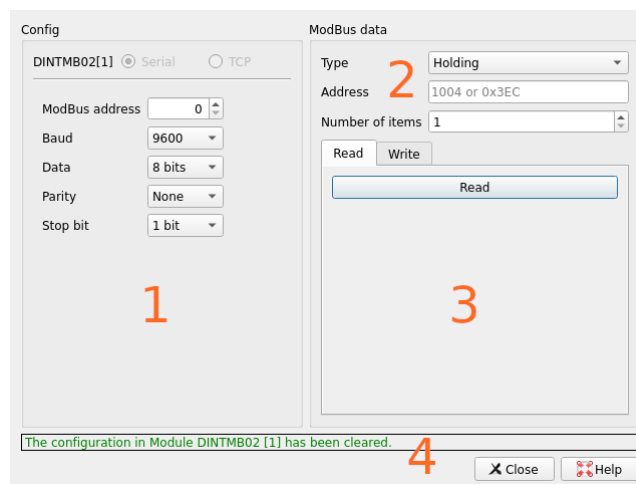 Config
DINTMB02[1] Serial TCP
ModBus address 0
Baud 9600
Data 8 bits
Parity None
Stop bit 1 bit
1
ModBus data
Type Holding
2
Address 1004 or 0x3EC
Number of items 1
Read Write
Read
3
The configuration in Module DINTMB02 [1] has been cleared.
4
Close Help